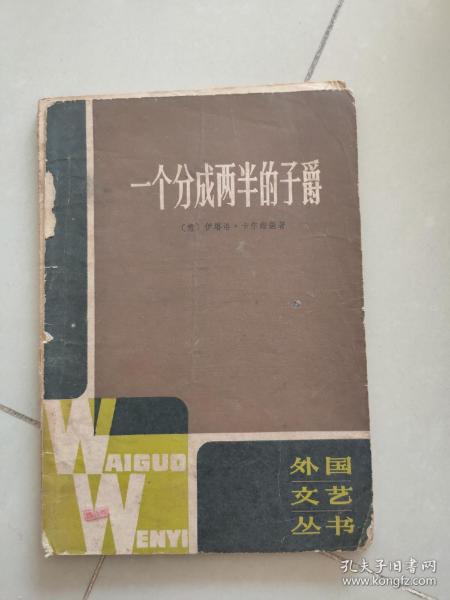 一个分成两半的子爵
〔意〕伊塔洛·卡尔维诺著
WAIGUO
WENYI
外国
文艺
丛书
孔夫子旧书网
www.kongfz.com